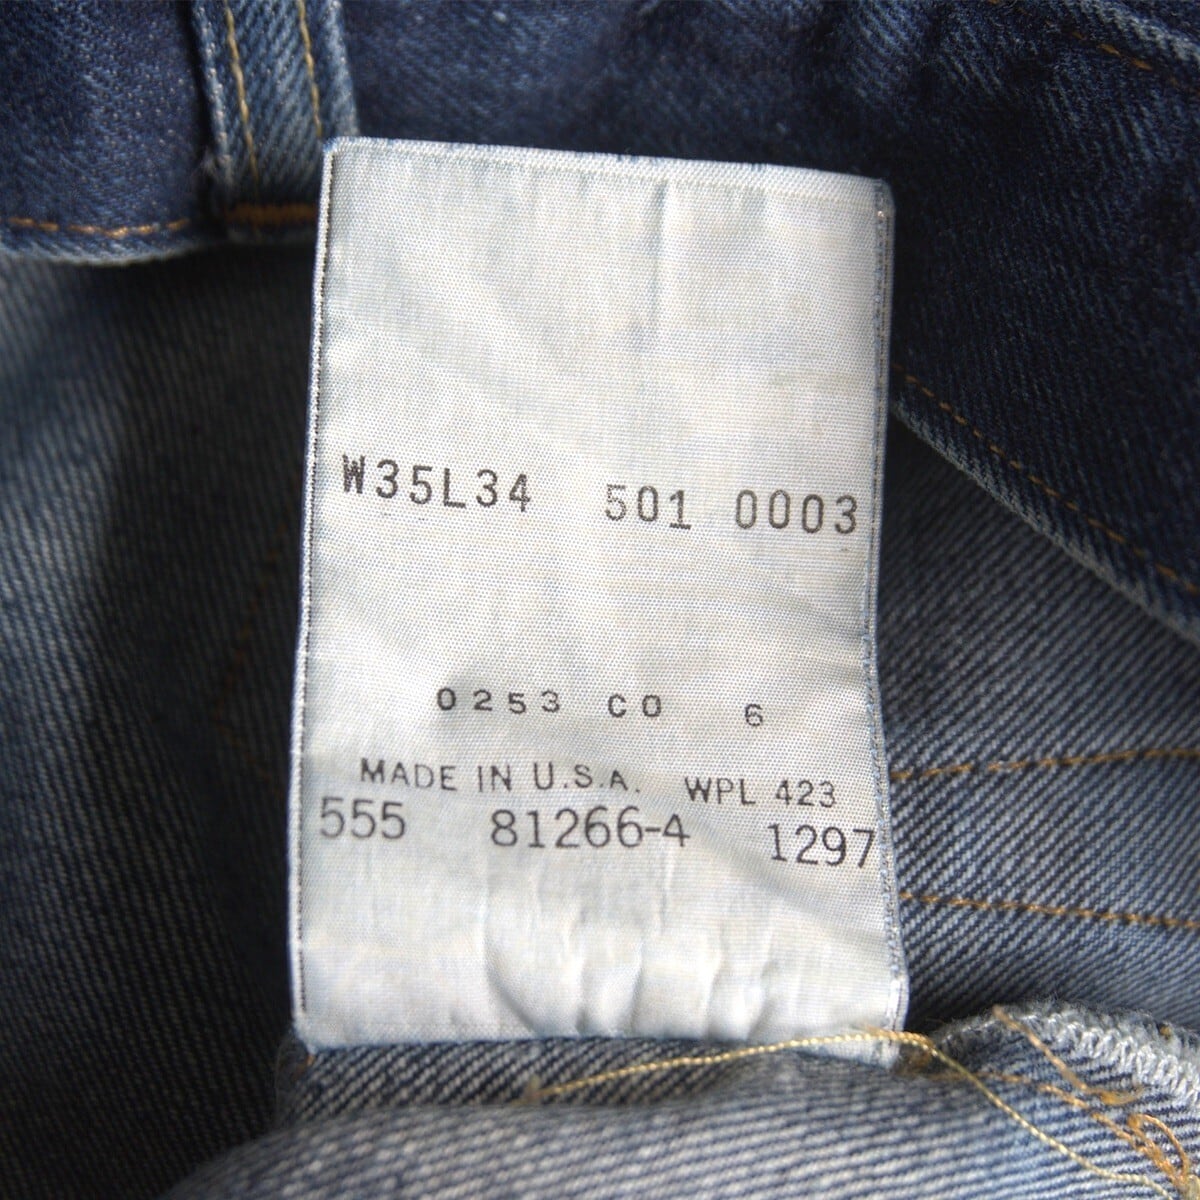 W35L34 501 0003
0253 CO 6
MADE IN U.S.A. WPL 423
555 81266-4 1297